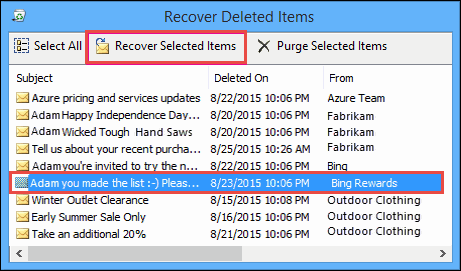 Recover Deleted Items
Select All Recover Selected Items Purge Selected Items
Subject Deleted On From
Azure pricing and services updates 8/22/2015 10:06 PM Azure Team
Adam Happy Independence Day... 8/23/2015 10:06 PM Fabrikam
Adam Wicked Tough Hand Saws 8/17/2015 10:06 PM Fabrikam
Tell us about your recent purcha... 8/25/2015 10:26 AM Fabrikam
Adam you're invited to try the n... 8/22/2015 10:06 PM Bing
Adam you made the list :-) Pleas... 8/23/2015 10:06 PM Bing Rewards
Winter Outlet Clearance 8/15/2015 10:08 PM Outdoor Clothing
Early Summer Sale Only 8/16/2015 10:06 PM Outdoor Clothing
Take an additional 20% 8/21/2015 10:06 PM Outdoor Clothing